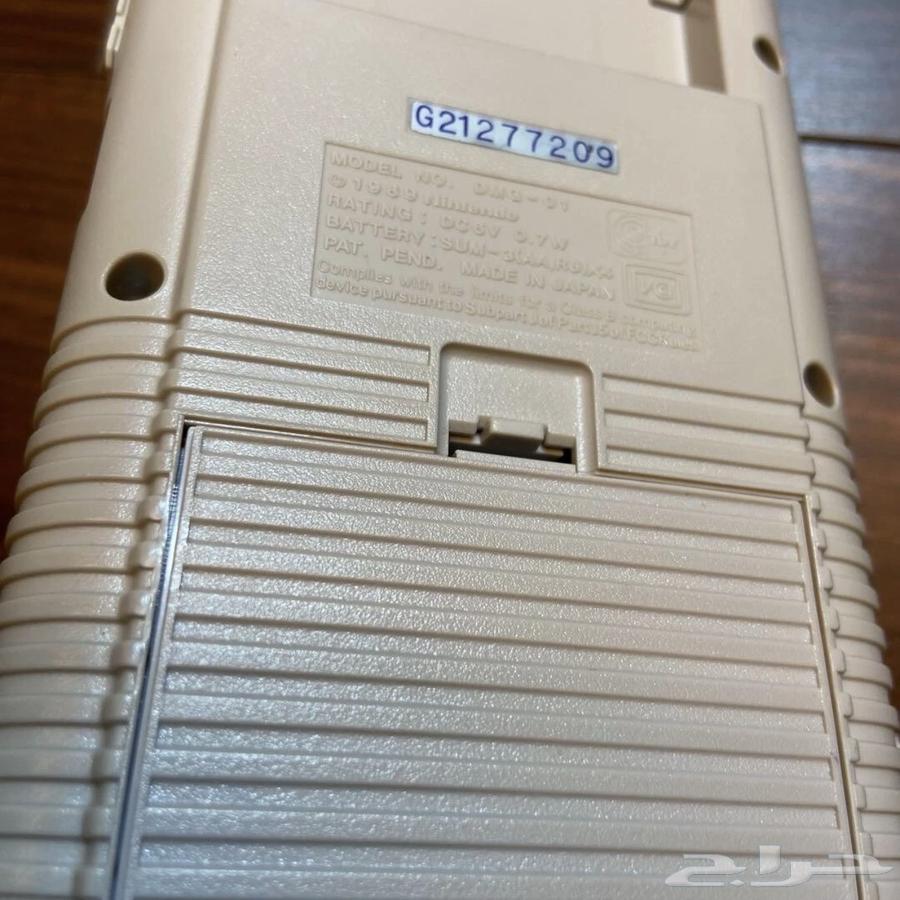 G21277209
MODEL NO. DMG-01
© 1989 Nintendo
RATING : DC6V 0.7W
BATTERY : SUM-3(AA,R6)X4
PAT. PEND. MADE IN JAPAN
Complies with the limits for a Class B computing
device pursuant to Subpart J of Part 15 of FCC Rules
حراج